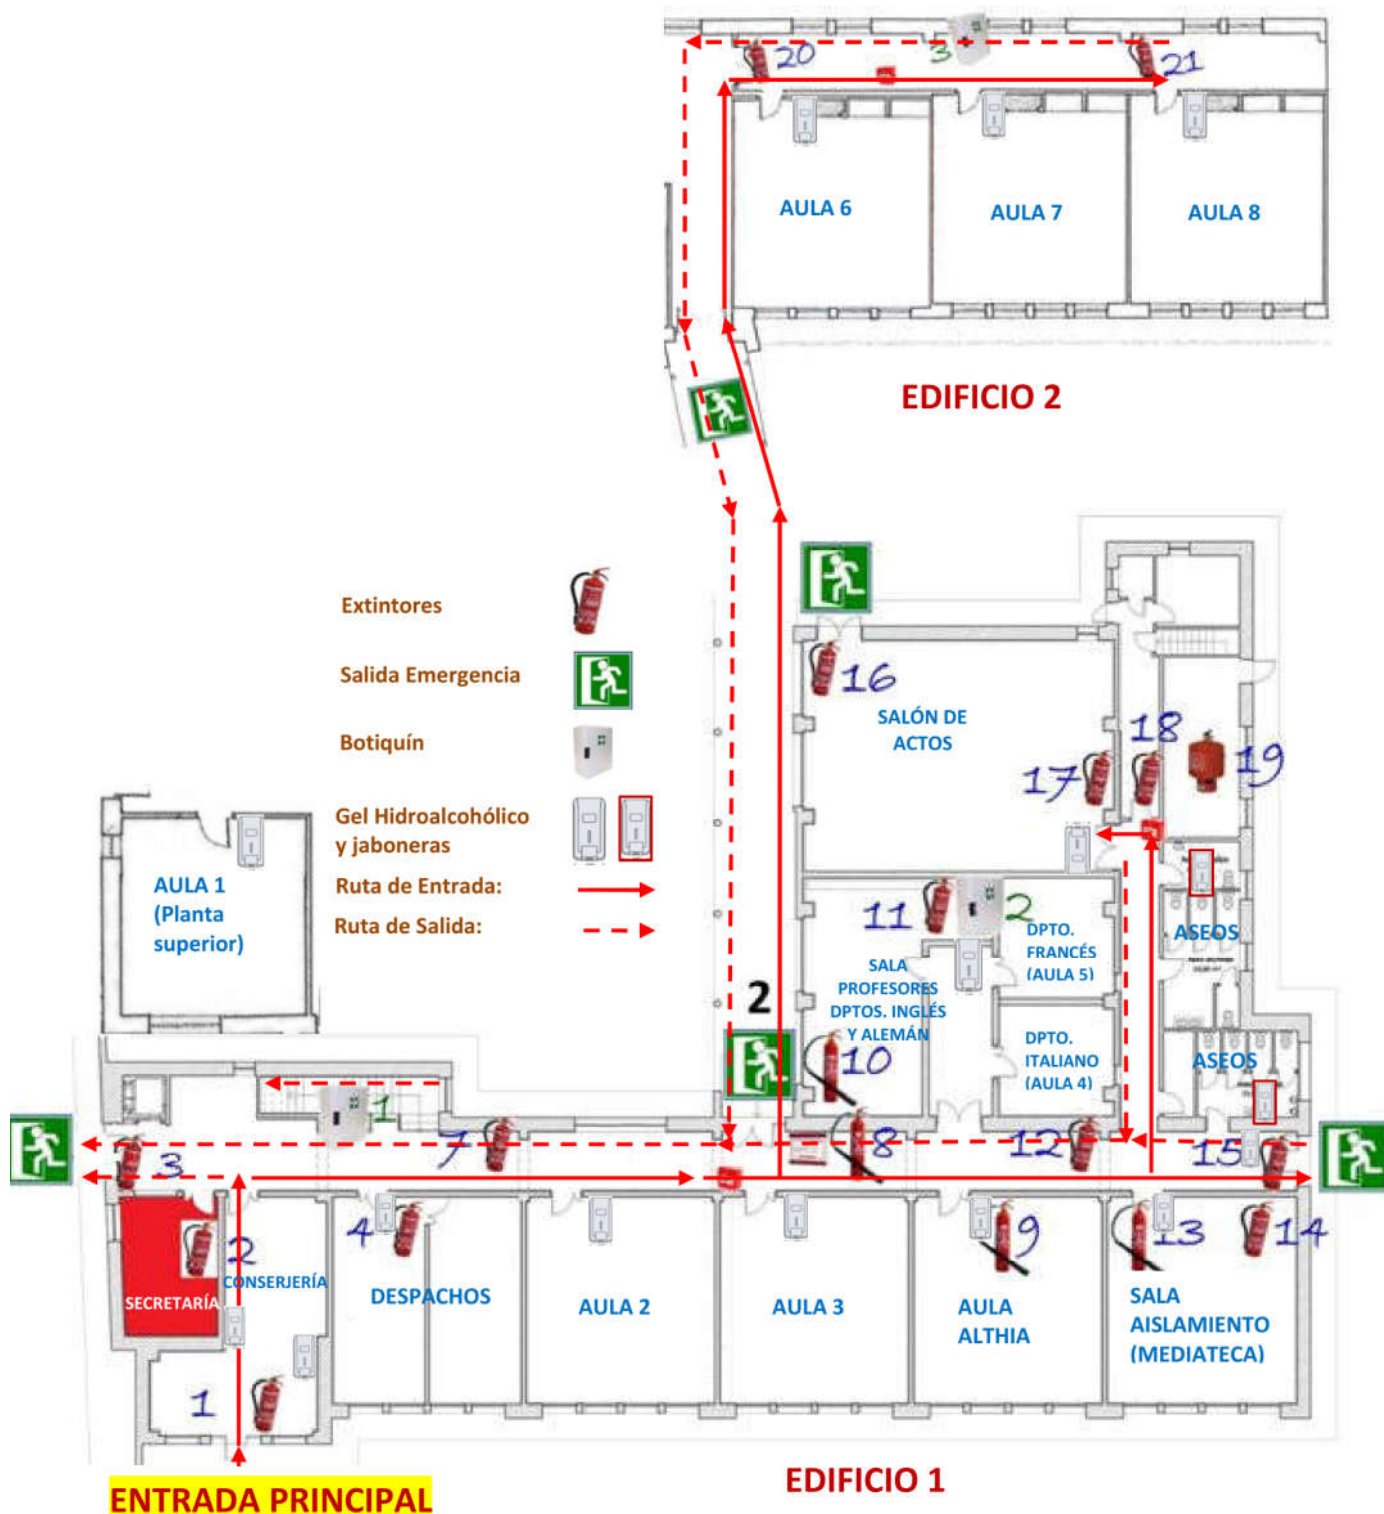 20
3
21
AULA 6
AULA 7
AULA 8
EDIFICIO 2
Extintores
Salida Emergencia
Botiquín
Gel Hidroalcohólico
y jaboneras
Ruta de Entrada:
Ruta de Salida:
16
SALÓN DE
ACTOS
17
18
19
AULA 1
(Planta
superior)
11
2
DPTO.
FRANCÉS
(AULA 5)
SALA
PROFESORES
DPTOS. INGLÉS
Y ALEMÁN
DPTO.
ITALIANO
(AULA 4)
ASEOS
ASEOS
2
10
1
3
7
8
12
15
2
4
9
13
14
SECRETARÍA
CONSERJERÍA
DESPACHOS
AULA 2
AULA 3
AULA
ALTHIA
SALA
AISLAMIENTO
(MEDIATECA)
1
ENTRADA PRINCIPAL
EDIFICIO 1